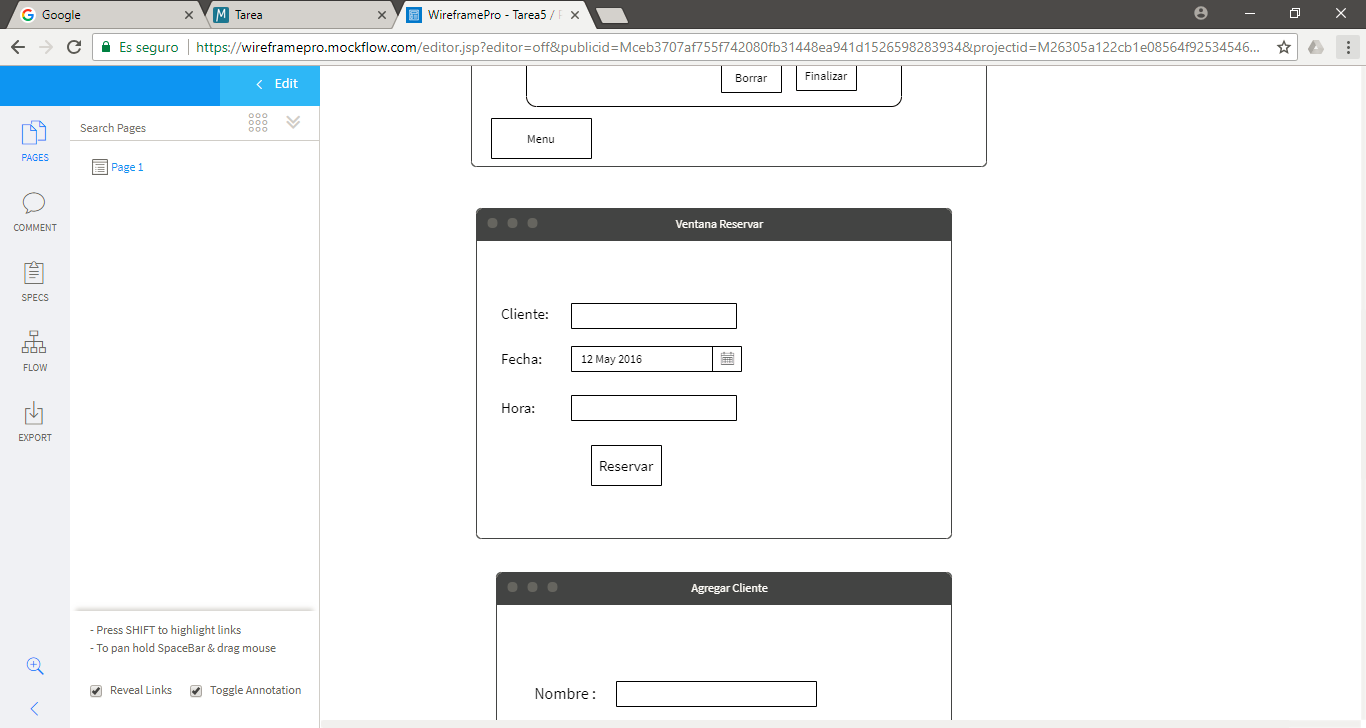 Google
Tarea
WireframePro - Tarea5 /
Es seguro
https://wireframepro.mockflow.com/editor.jsp?editor=off&publicid=Mceb3707af755f742080fb31448ea941d1526598283934&projectid=M26305a122cb1e08564f92534546...
Edit
PAGES
COMMENT
SPECS
FLOW
EXPORT
Search Pages
Page 1
- Press SHIFT to highlight links
- To pan hold SpaceBar & drag mouse
Reveal Links
Toggle Annotation
Borrar
Finalizar
Menu
Ventana Reservar
Cliente:
Fecha:
12 May 2016
Hora:
Reservar
Agregar Cliente
Nombre :